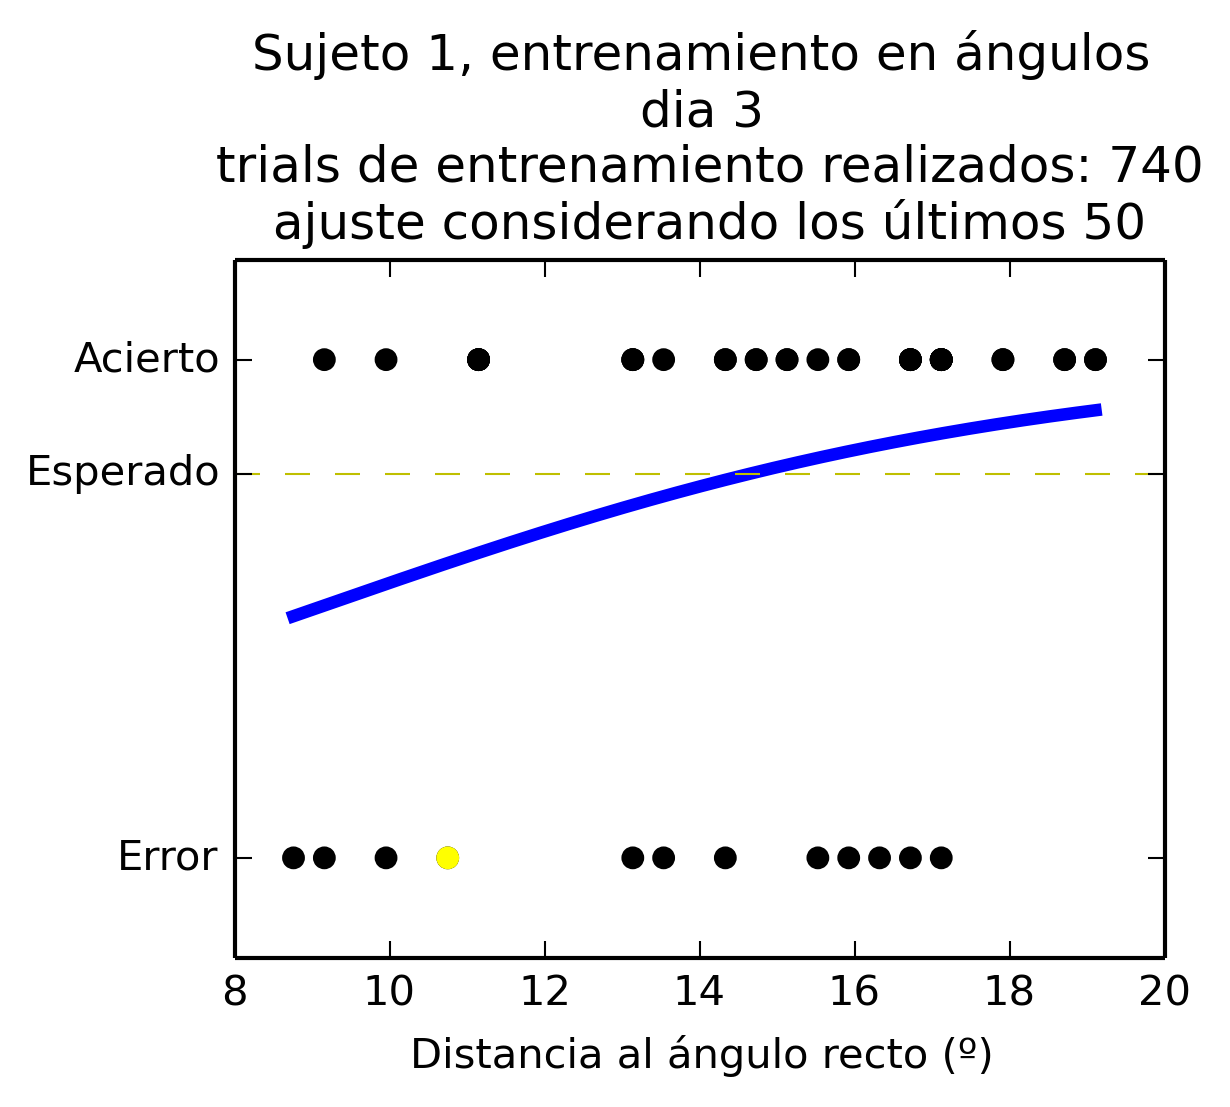 Sujeto 1, entrenamiento en ángulos
dia 3
trials de entrenamiento realizados: 740
ajuste considerando los últimos 50
Acierto
Esperado
Error
8 10 12 14 16 18 20
Distancia al ángulo recto (º)